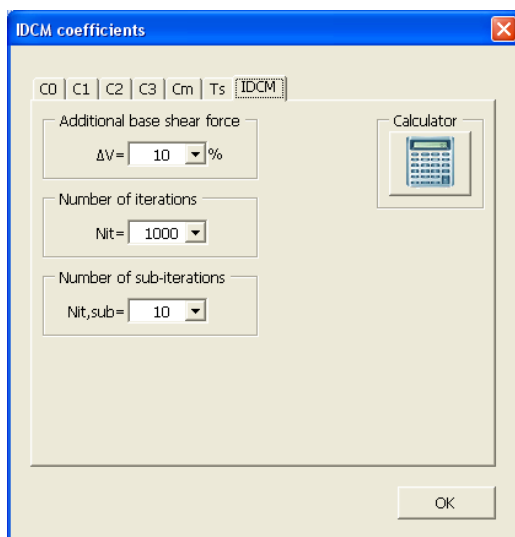 IDCM coefficients
C0 C1 C2 C3 Cm Ts IDCM
Additional base shear force
ΔV= 10 %
Calculator
Number of iterations
Nit= 1000
Number of sub-iterations
Nit,sub= 10
OK